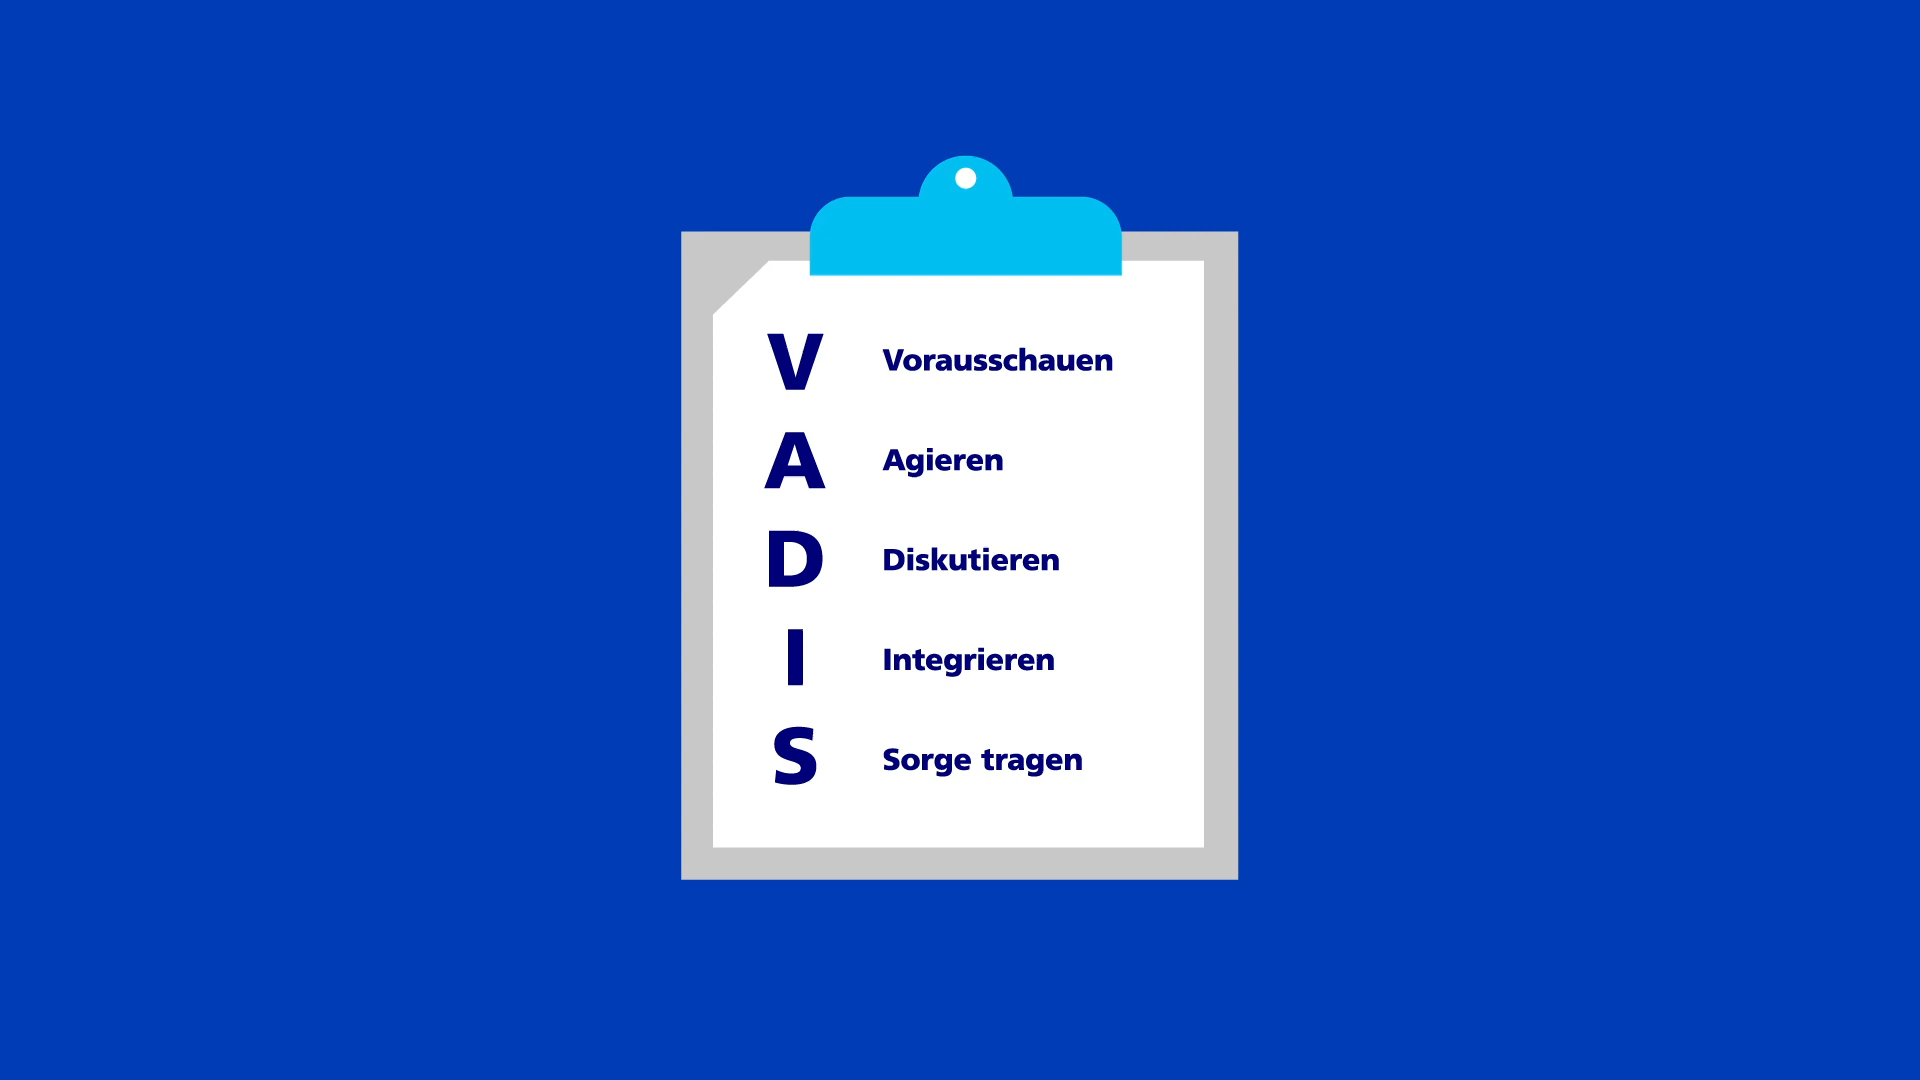 V Vorausschauen
A Agieren
D Diskutieren
I Integrieren
S Sorge tragen